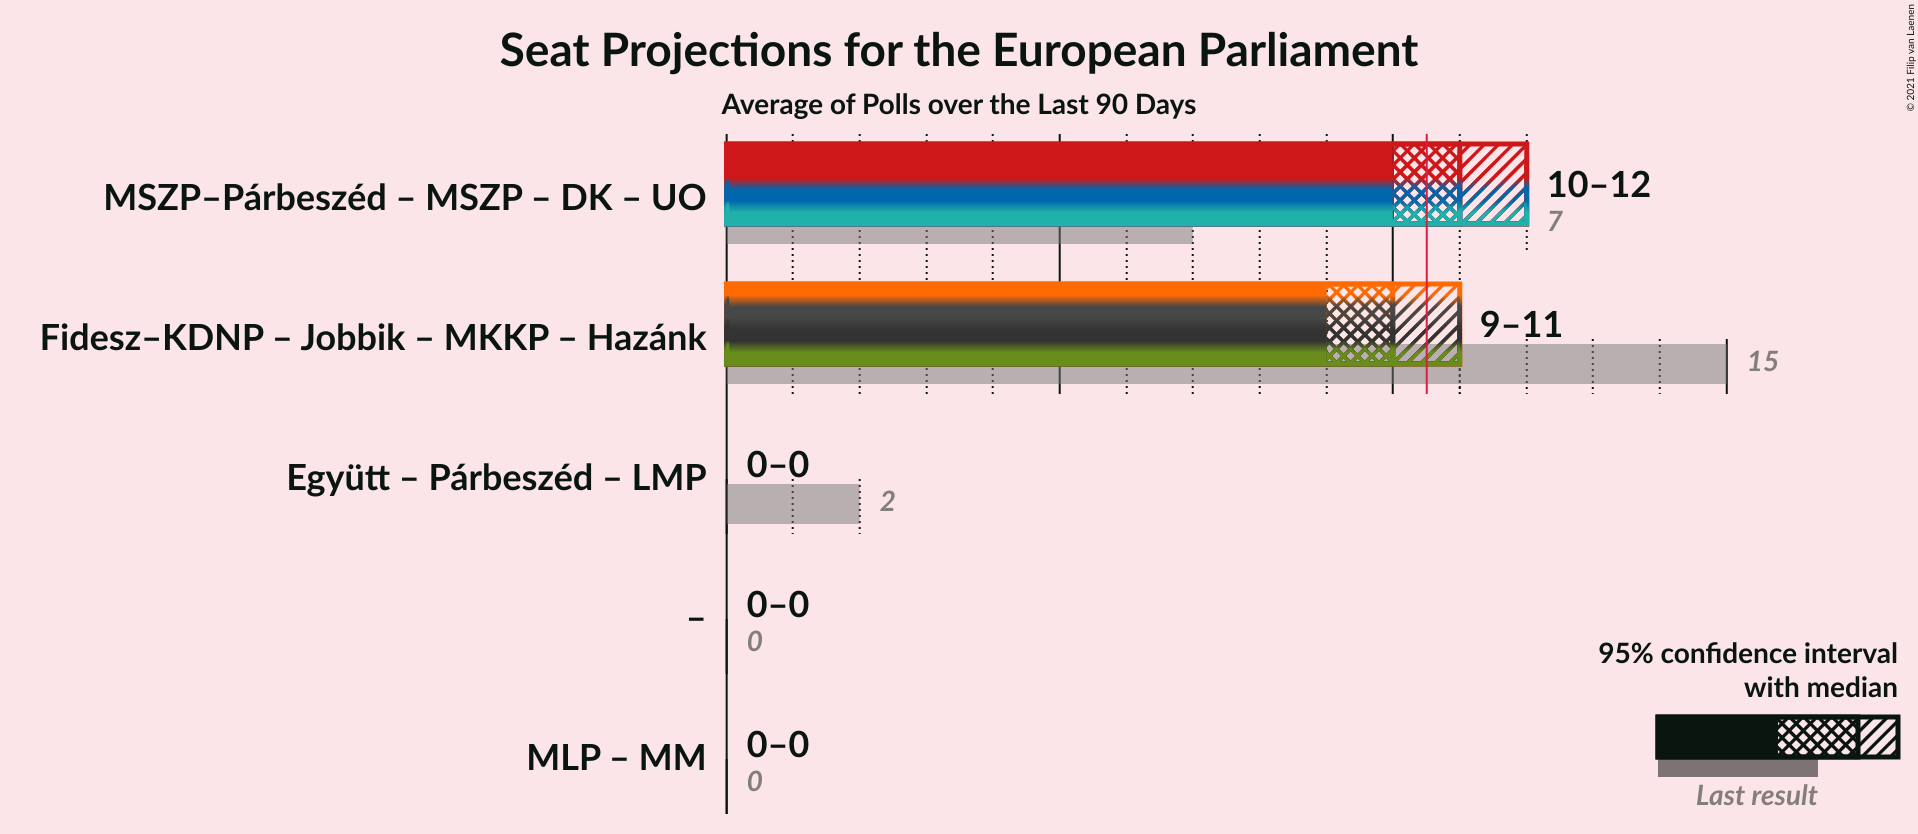 Seat Projections for the European Parliament
Average of Polls over the Last 90 Days
MSZP–Párbeszéd – MSZP – DK – UO
10–12
7
Fidesz–KDNP – Jobbik – MKKP – Hazánk
9–11
15
Együtt – Párbeszéd – LMP
0–0
2
–
0–0
0
MLP – MM
0–0
0
95% confidence interval
with median
Last result
© 2021 Filip van Laenen